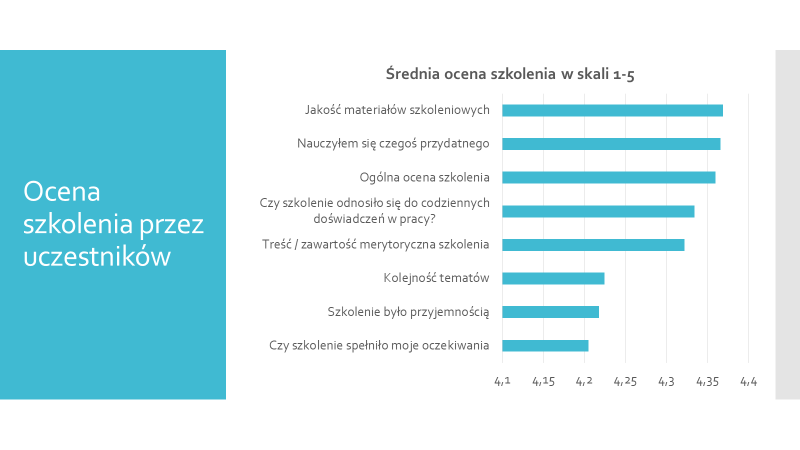 Ocena
szkolenia przez
uczestników
Średnia ocena szkolenia w skali 1-5
Jakość materiałów szkoleniowych
Nauczyłem się czegoś przydatnego
Ogólna ocena szkolenia
Czy szkolenie odnosiło się do codziennych
doświadczeń w pracy?
Treść / zawartość merytoryczna szkolenia
Kolejność tematów
Szkolenie było przyjemnością
Czy szkolenie spełniło moje oczekiwania
4,1 4,15 4,2 4,25 4,3 4,35 4,4